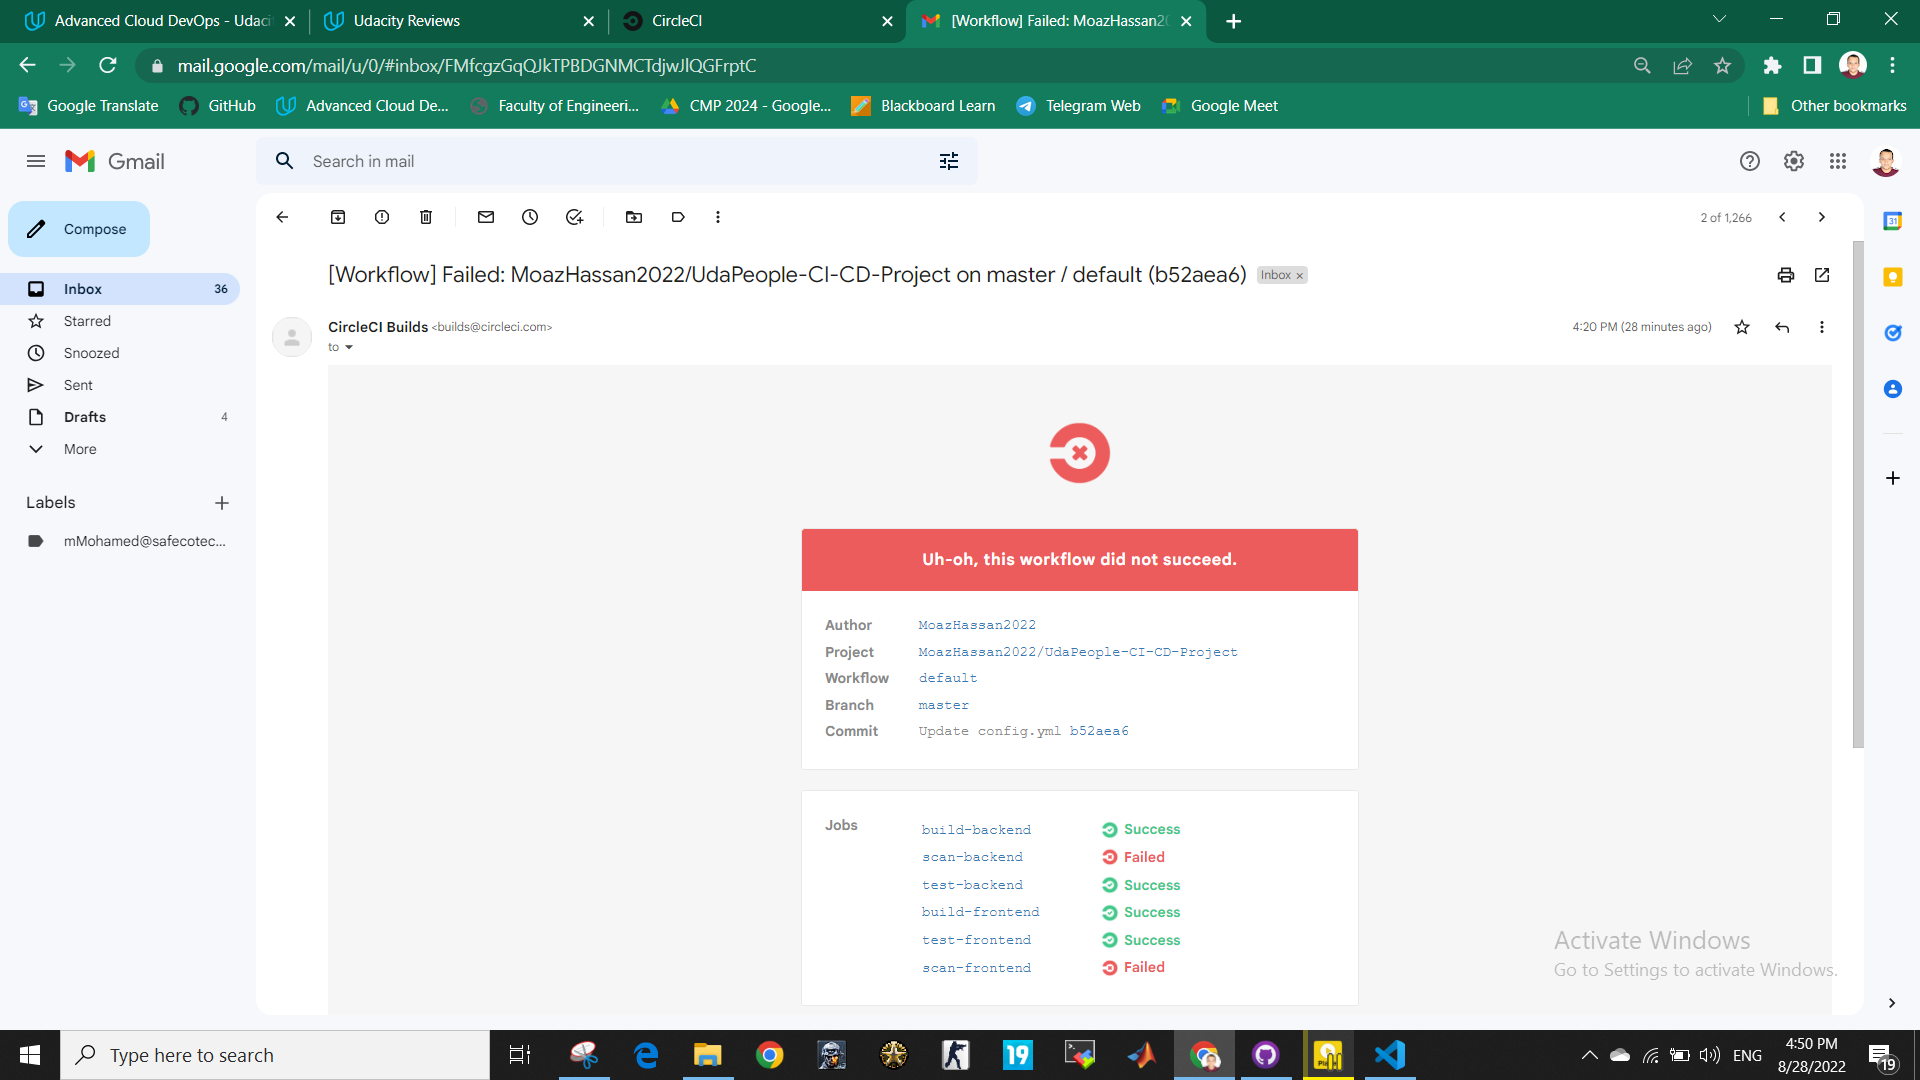 Advanced Cloud DevOps - Udaci
Udacity Reviews
CircleCI
[Workflow] Failed: MoazHassan20
mail.google.com/mail/u/0/#inbox/FMfcgzGqQJkTPBDGNMCTdjwJlQGFrptC
Google Translate
GitHub
Advanced Cloud De...
Faculty of Engineeri...
CMP 2024 - Google...
Blackboard Learn
Telegram Web
Google Meet
Other bookmarks
Gmail
Search in mail
Compose
2 of 1,266
Inbox 36
Starred
Snoozed
Sent
Drafts 4
More
Labels
mMohamed@safecotec...
[Workflow] Failed: MoazHassan2022/UdaPeople-CI-CD-Project on master / default (b52aea6) Inbox x
CircleCI Builds <builds@circleci.com>
4:20 PM (28 minutes ago)
to
Uh-oh, this workflow did not succeed.
Author MoazHassan2022
Project MoazHassan2022/UdaPeople-CI-CD-Project
Workflow default
Branch master
Commit Update config.yml b52aea6
Jobs
build-backend Success
scan-backend Failed
test-backend Success
build-frontend Success
test-frontend Success
scan-frontend Failed
Activate Windows
Go to Settings to activate Windows.
31
Type here to search
19
ENG
4:50 PM
8/28/2022
19